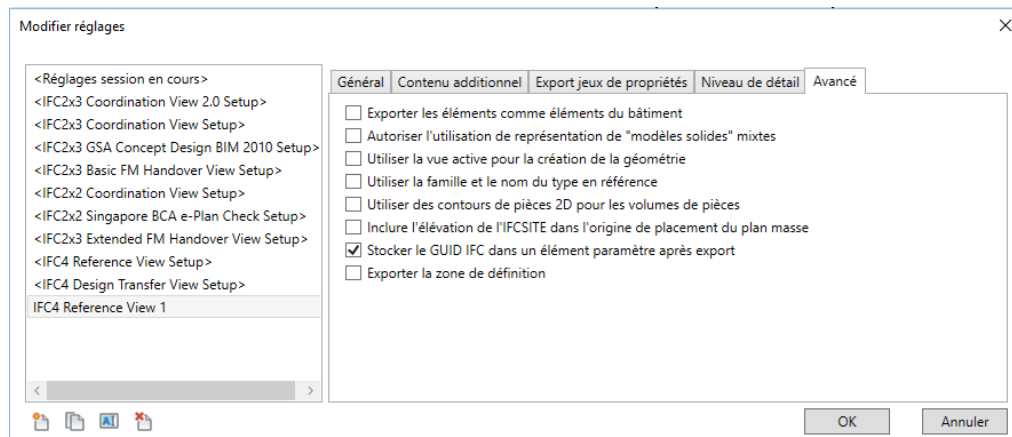 Modifier réglages
<Réglages session en cours>
<IFC2x3 Coordination View 2.0 Setup>
<IFC2x3 Coordination View Setup>
<IFC2x3 GSA Concept Design BIM 2010 Setup>
<IFC2x3 Basic FM Handover View Setup>
<IFC2x2 Coordination View Setup>
<IFC2x2 Singapore BCA e-Plan Check Setup>
<IFC2x3 Extended FM Handover View Setup>
<IFC4 Reference View Setup>
<IFC4 Design Transfer View Setup>
IFC4 Reference View 1
Général Contenu additionnel Export jeux de propriétés Niveau de détail Avancé
Exporter les éléments comme éléments du bâtiment
Autoriser l'utilisation de représentation de "modèles solides" mixtes
Utiliser la vue active pour la création de la géométrie
Utiliser la famille et le nom du type en référence
Utiliser des contours de pièces 2D pour les volumes de pièces
Inclure l'élévation de l'IFCSITE dans l'origine de placement du plan masse
Stocker le GUID IFC dans un élément paramètre après export
Exporter la zone de définition
OK Annuler